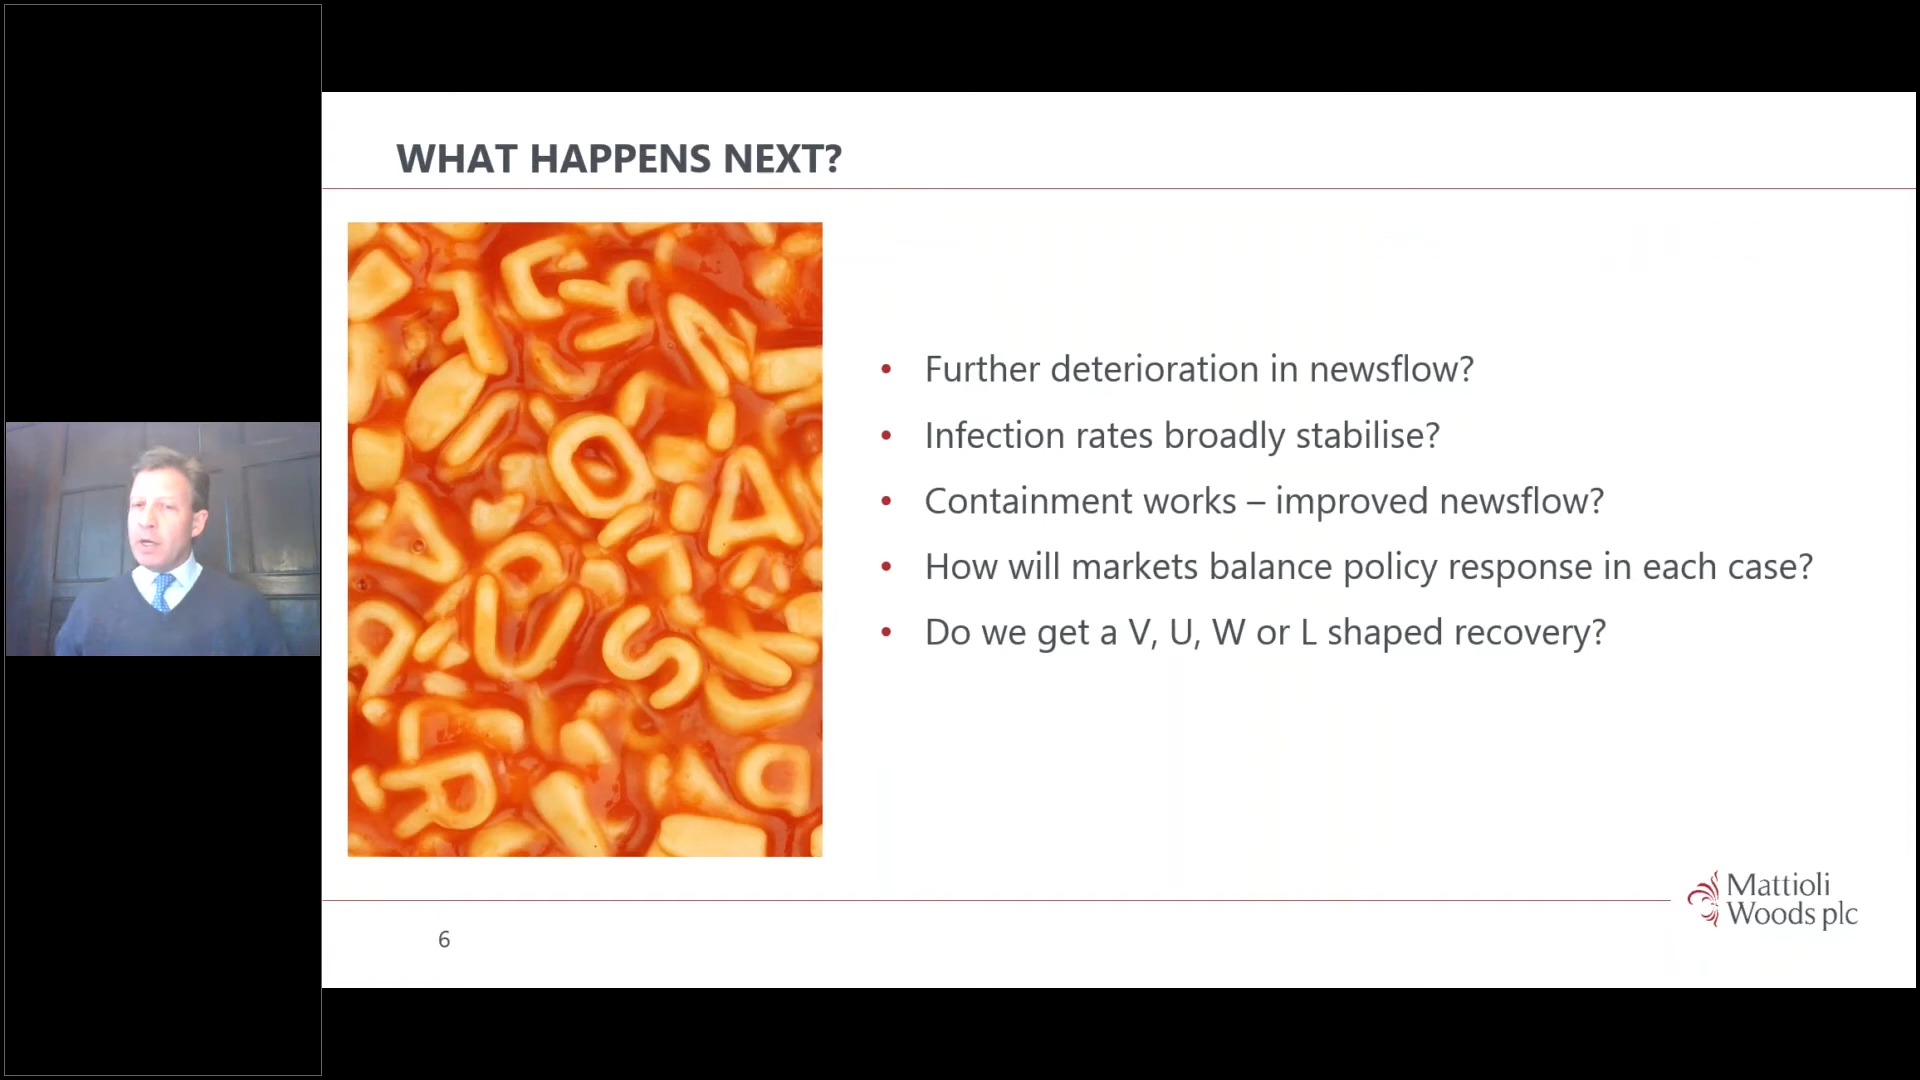 WHAT HAPPENS NEXT?
• Further deterioration in newsflow?
• Infection rates broadly stabilise?
• Containment works – improved newsflow?
• How will markets balance policy response in each case?
• Do we get a V, U, W or L shaped recovery?
Mattioli
Woods plc
6